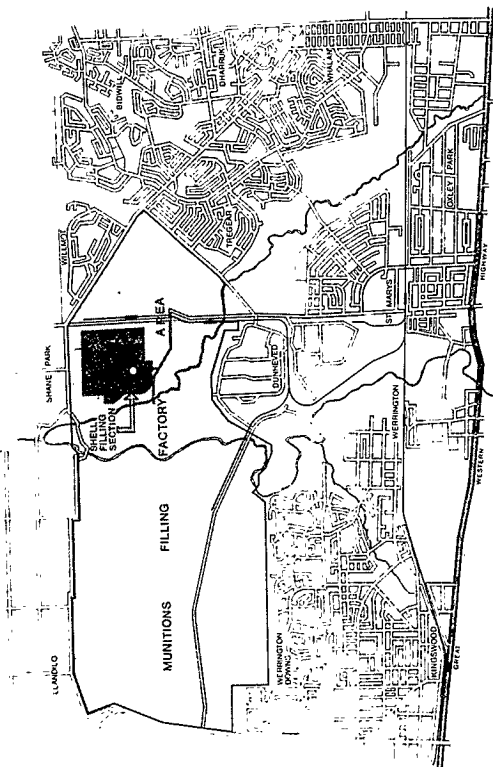 BIDWILL
DHARRUK
WHALAN
WILLMOT
TREGEAR
OXLEY PARK
SHANE PARK
SHELL
FILLING
SECTION
AREA
ST MARYS
HIGHWAY
DUNHEVED
FACTORY
WERRINGTON
WESTERN
FILLING
LLANDILO
MUNITIONS
WERRINGTON
DOWNS
KINGSWOOD
GREAT